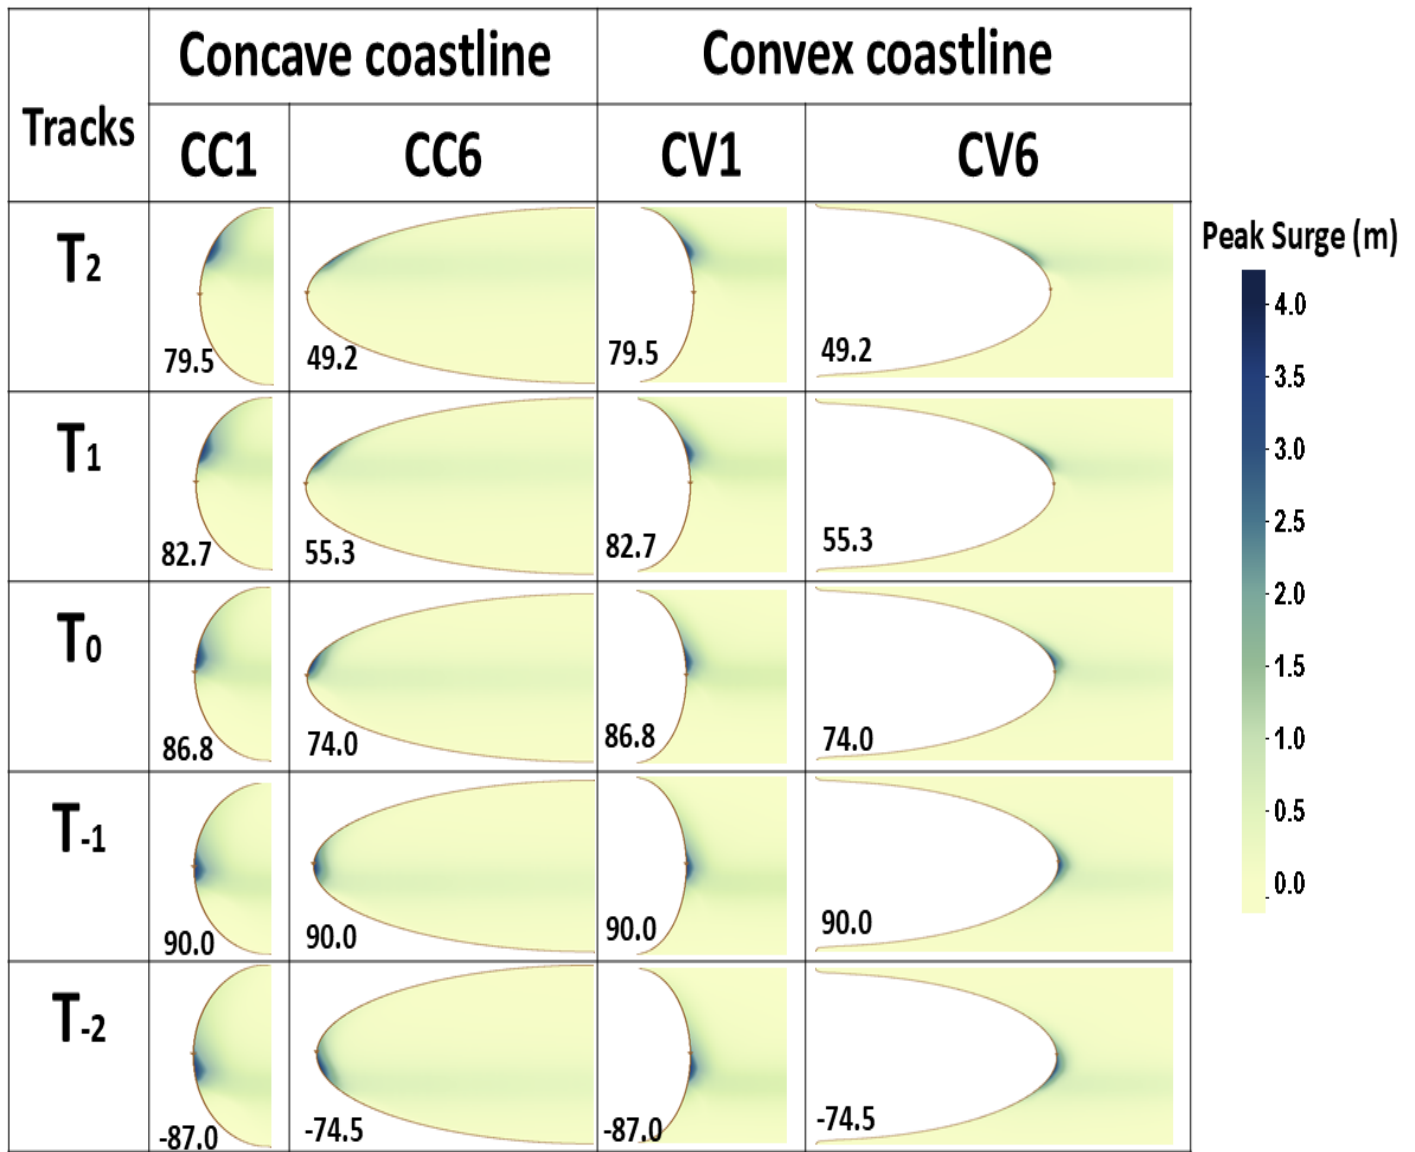 Concave coastline Convex coastline
Tracks
CC1 CC6 CV1 CV6
T2
79.5 49.2 79.5 49.2
T1
82.7 55.3 82.7 55.3
T0
86.8 74.0 86.8 74.0
T-1
90.0 90.0 90.0 90.0
T-2
-87.0 -74.5 -87.0 -74.5
Peak Surge (m)
4.0
3.5
3.0
2.5
2.0
1.5
1.0
0.5
0.0